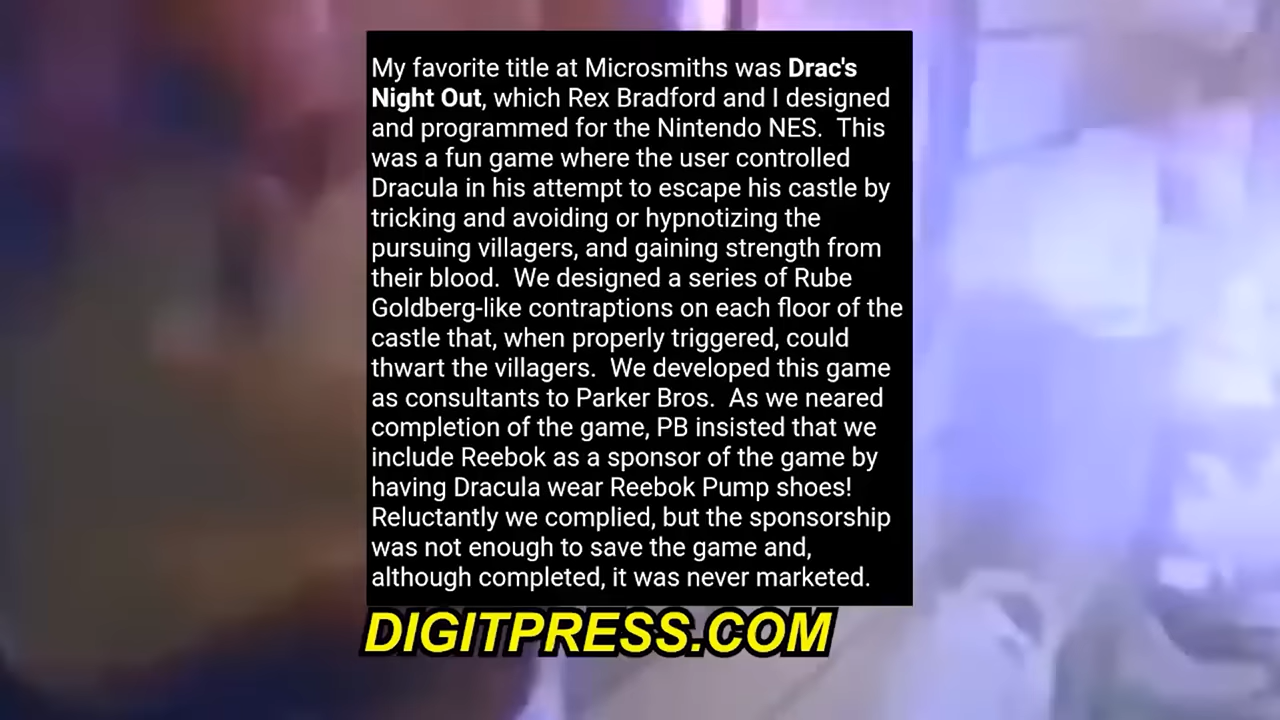 My favorite title at Microsmiths was Drac's
Night Out, which Rex Bradford and I designed
and programmed for the Nintendo NES.  This
was a fun game where the user controlled
Dracula in his attempt to escape his castle by
tricking and avoiding or hypnotizing the
pursuing villagers, and gaining strength from
their blood.  We designed a series of Rube
Goldberg-like contraptions on each floor of the
castle that, when properly triggered, could
thwart the villagers.  We developed this game
as consultants to Parker Bros.  As we neared
completion of the game, PB insisted that we
include Reebok as a sponsor of the game by
having Dracula wear Reebok Pump shoes!
Reluctantly we complied, but the sponsorship
was not enough to save the game and,
although completed, it was never marketed.
DIGITPRESS.COM